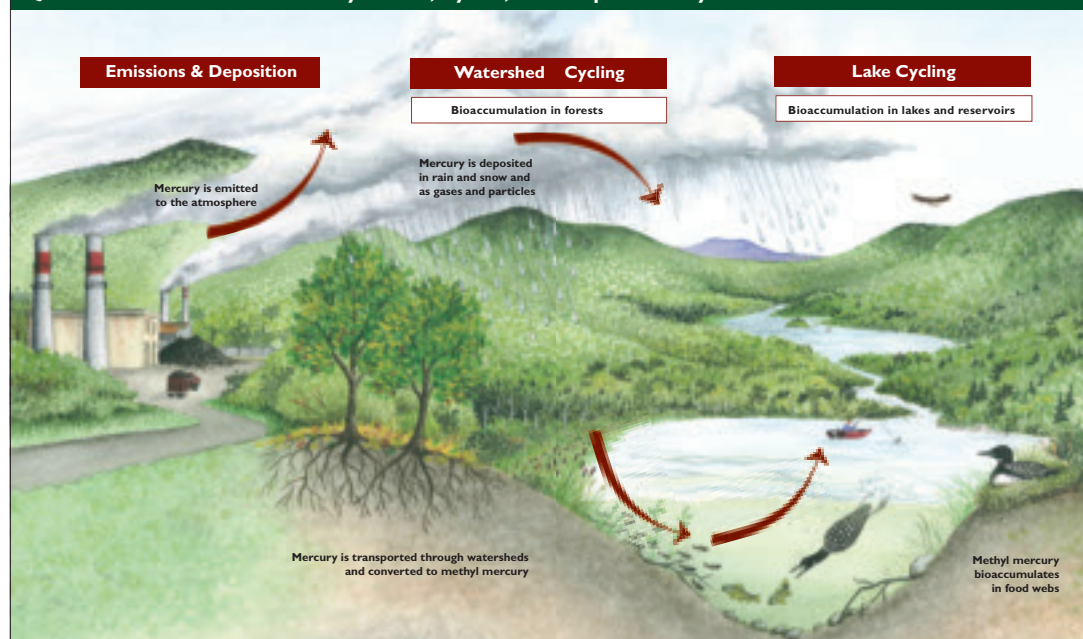 Emissions & Deposition
Watershed Cycling
Lake Cycling
Bioaccumulation in forests
Bioaccumulation in lakes and reservoirs
Mercury is emitted
to the atmosphere
Mercury is deposited
in rain and snow and
as gases and particles
Mercury is transported through watersheds
and converted to methyl mercury
Methyl mercury
bioaccumulates
in food webs